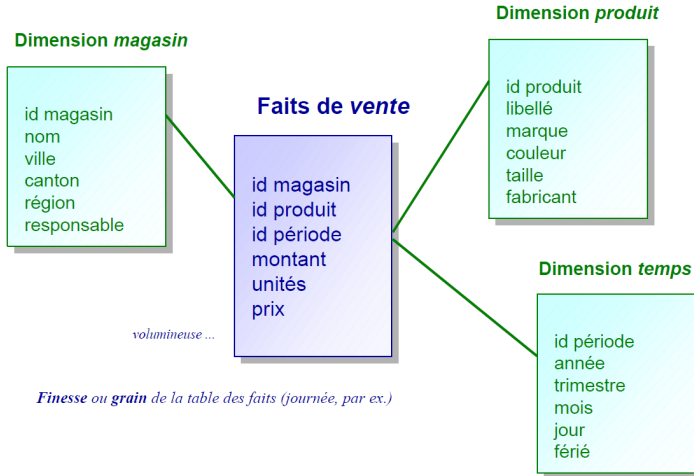 Dimension magasin
id magasin
nom
ville
canton
région
responsable
Faits de vente
id magasin
id produit
id période
montant
unités
prix
volumineuse ...
Finesse ou grain de la table des faits (journée, par ex.)
Dimension produit
id produit
libellé
marque
couleur
taille
fabricant
Dimension temps
id période
année
trimestre
mois
jour
férié